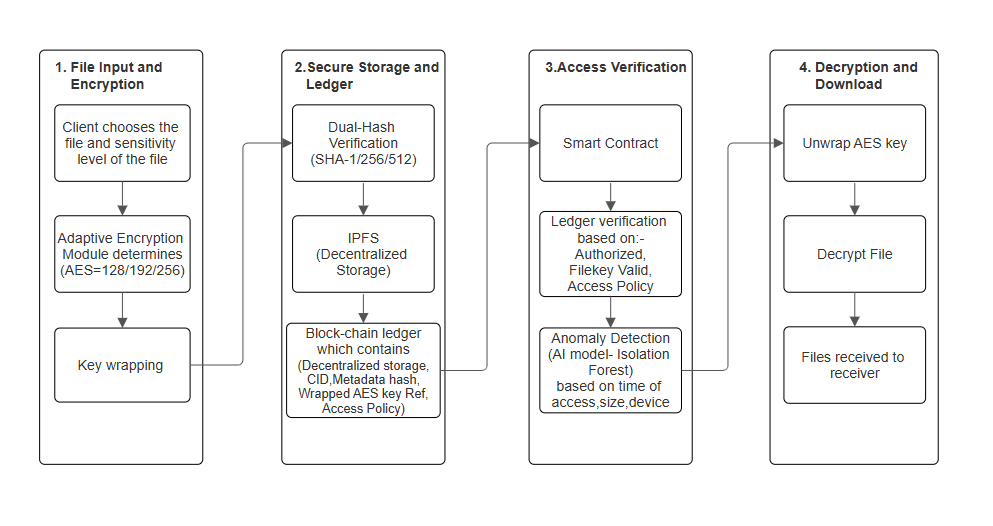 1. File Input and
Encryption
Client chooses the
file and sensitivity
level of the file
Adaptive Encryption
Module determines
(AES=128/192/256)
Key wrapping
2.Secure Storage and
Ledger
Dual-Hash
Verification
(SHA-1/256/512)
IPFS
(Decentralized
Storage)
Block-chain ledger
which contains
(Decentralized storage,
CID,Metadata hash,
Wrapped AES key Ref,
Access Policy)
3.Access Verification
Smart Contract
Ledger verification
based on:-
Authorized,
Filekey Valid,
Access Policy
Anomaly Detection
(AI model- Isolation
Forest)
based on time of
access,size,device
4. Decryption and
Download
Unwrap AES key
Decrypt File
Files received to
receiver